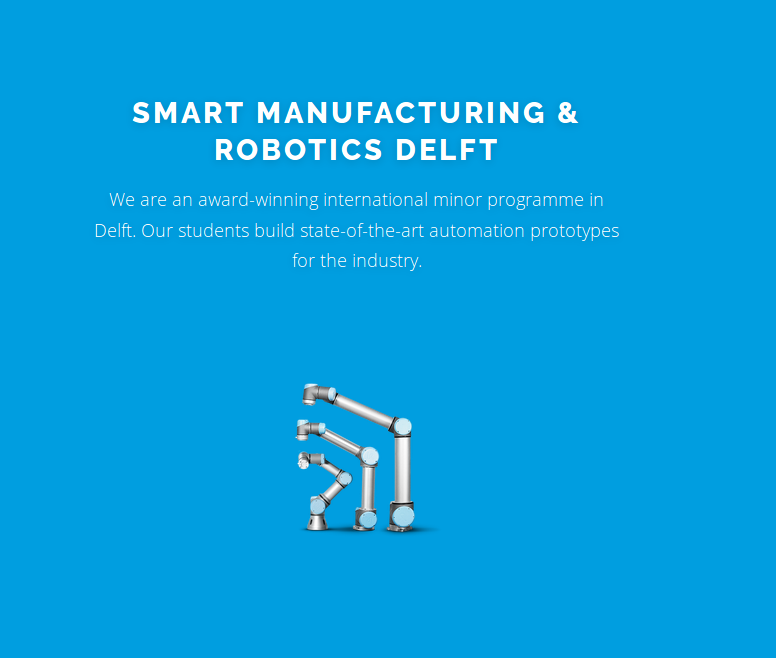 SMART MANUFACTURING &
ROBOTICS DELFT
We are an award-winning international minor programme in
Delft. Our students build state-of-the-art automation prototypes
for the industry.